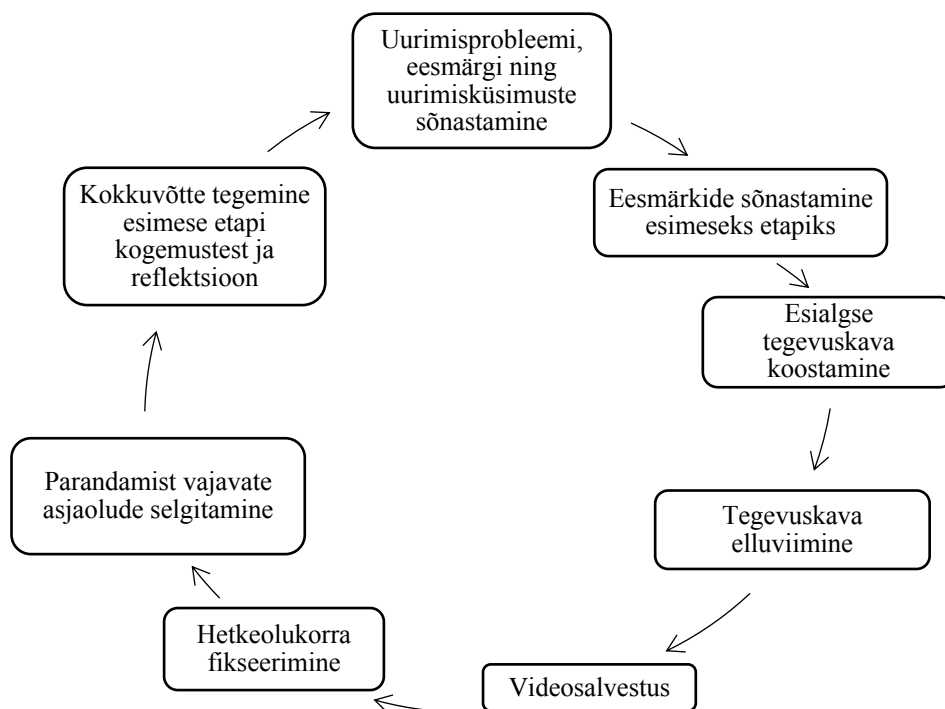 Uurimisprobleemi,
eesmärgi ning
uurimisküsimuste
sõnastamine
Eesmärkide sõnastamine
esimeseks etapiks
Esialgse
tegevuskava
koostamine
Tegevuskava
elluviimine
Videosalvestus
Hetkeolukorra
fikseerimine
Parandamist vajavate
asjaolude selgitamine
Kokkuvõtte tegemine
esimese etapi
kogemustest ja
reflektsioon